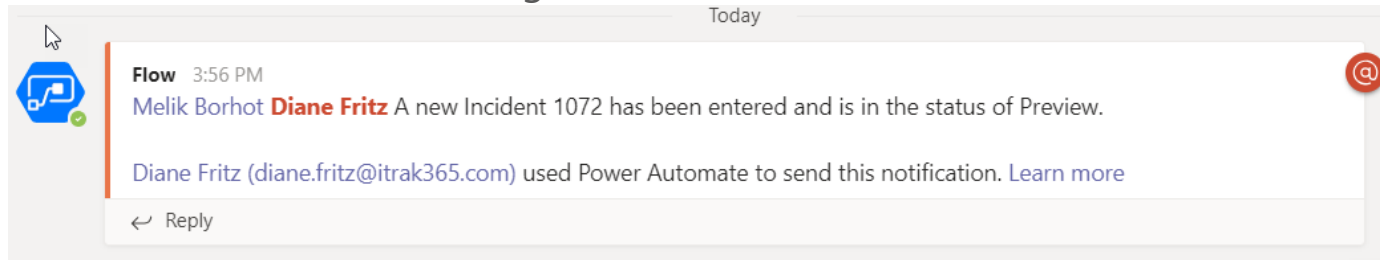 Today
Flow 3:56 PM
Melik Borhot Diane Fritz A new Incident 1072 has been entered and is in the status of Preview.
Diane Fritz (diane.fritz@itrak365.com) used Power Automate to send this notification. Learn more
Reply